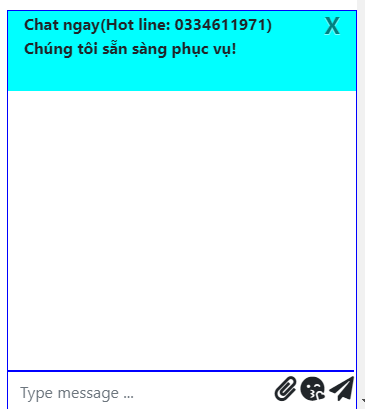 Chat ngay(Hot line: 0334611971)
X
Chúng tôi sẵn sàng phục vụ!
Type message ...